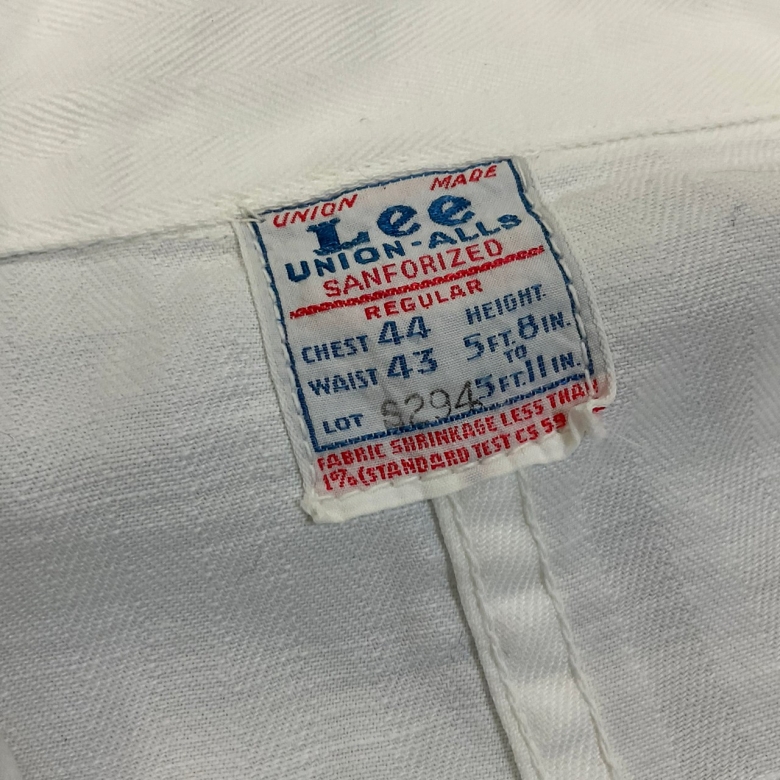 UNION MADE
Lee
UNION-ALLS
SANFORIZED
REGULAR
CHEST 44 HEIGHT.
WAIST 43 5 FT. 8 IN.
TO
5 FT. 11 IN.
LOT S294
FABRIC SHRINKAGE LESS THAN
1% (STANDARD TEST CS 59